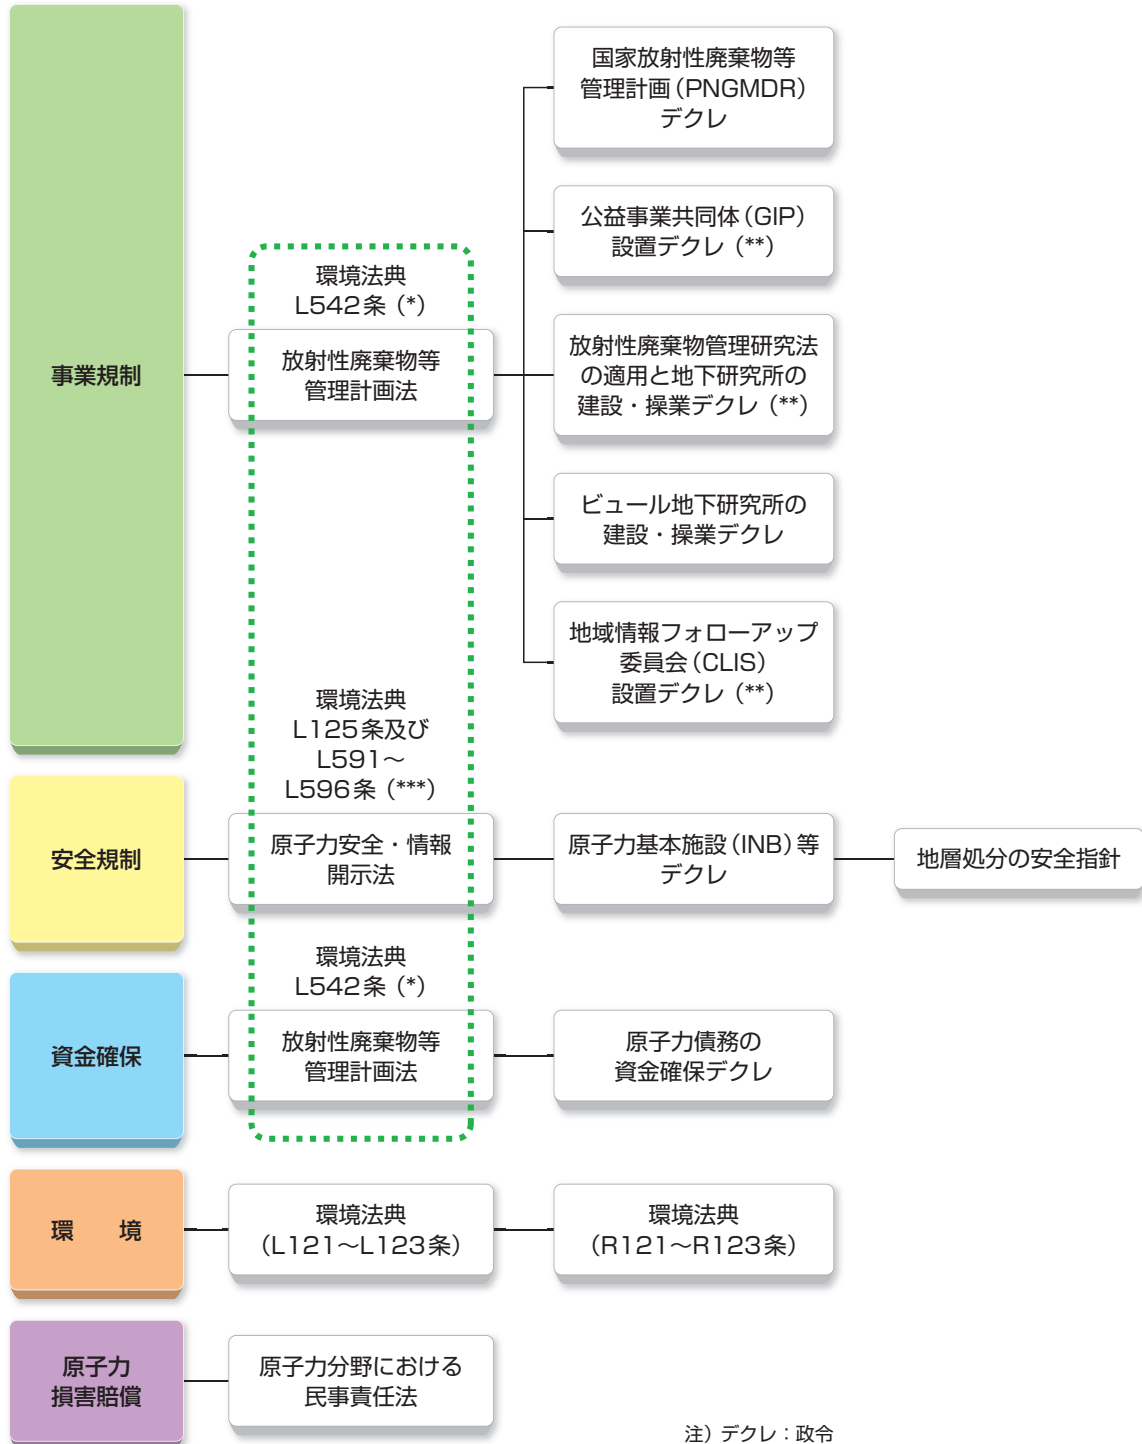 事業規制
環境法典
L542条（*）
放射性廃棄物等
管理計画法
国家放射性廃棄物等
管理計画（PNGMDR）
デクレ
公益事業共同体（GIP）
設置デクレ（**）
放射性廃棄物管理研究法
の適用と地下研究所の
建設・操業デクレ（**）
ビュール地下研究所の
建設・操業デクレ
地域情報フォローアップ
委員会（CLIS）
設置デクレ（**）
安全規制
環境法典
L125条及び
L591～
L596条（***）
原子力安全・情報
開示法
原子力基本施設（INB）等
デクレ
地層処分の安全指針
資金確保
環境法典
L542条（*）
放射性廃棄物等
管理計画法
原子力債務の
資金確保デクレ
環　　境
環境法典
（L121～L123条）
環境法典
（R121～R123条）
原子力
損害賠償
原子力分野における
民事責任法
注）デクレ：政令